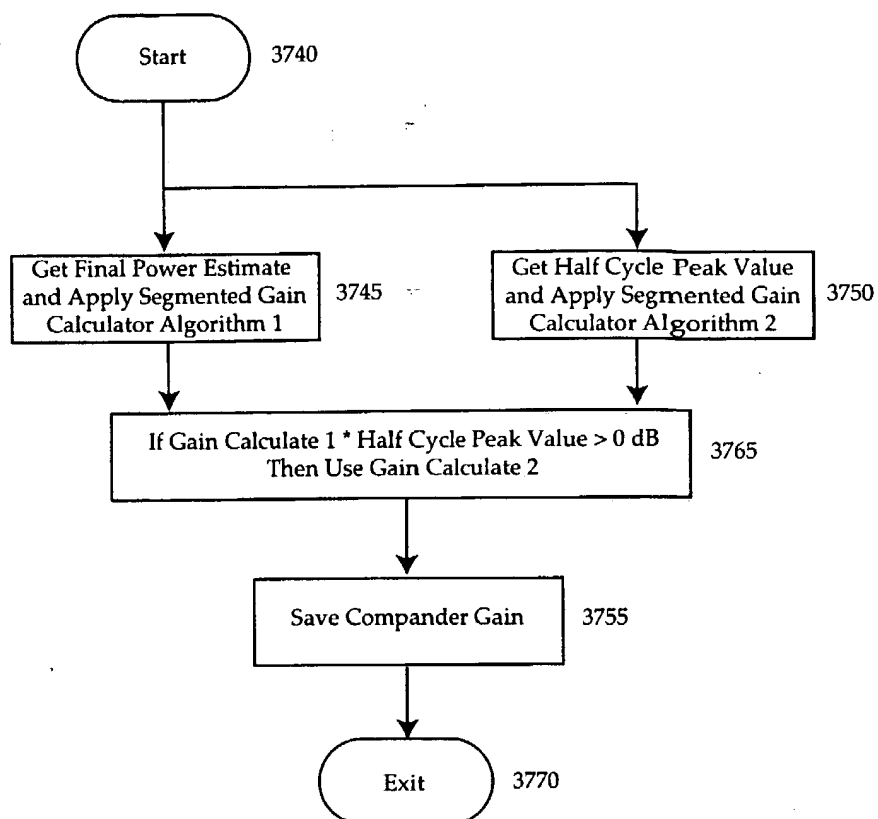 Start
3740
Get Final Power Estimate
and Apply Segmented Gain
Calculator Algorithm 1
3745
Get Half Cycle Peak Value
and Apply Segmented Gain
Calculator Algorithm 2
3750
If Gain Calculate 1 * Half Cycle Peak Value > 0 dB
Then Use Gain Calculate 2
3765
Save Compander Gain
3755
Exit
3770